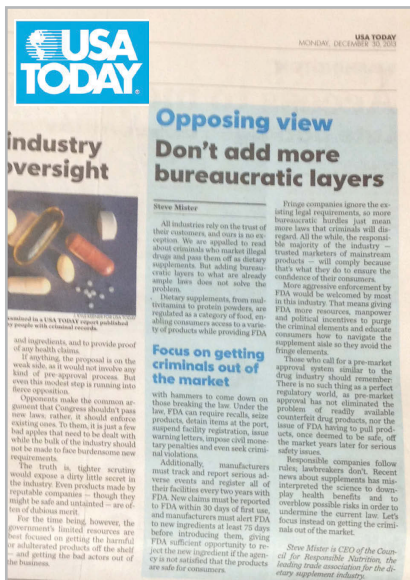 USA
TODAY
USA TODAY
MONDAY, DECEMBER 30, 2013
industry
oversight
examined in a USA TODAY report published
by people with criminal records.
and ingredients, and to provide proof
of any health claims.
If anything, the proposal is on the
weak side, as it would not involve any
kind of pre-approval process. But
even this modest step is running into
fierce opposition.
Opponents make the common ar-
gument that Congress shouldn't pass
new laws; rather, it should enforce
existing ones. To them, it is just a few
bad apples that need to be dealt with
while the bulk of the industry should
not be made to face burdensome new
requirements.
The truth is, tighter scrutiny
would expose a dirty little secret in
the industry. Even products made by
reputable companies — though they
might be safe and untainted — are of-
ten of dubious merit.
For the time being, however, the
government's limited resources are
best focused on the harmful
or adulterated products off the shelf
— and getting the bad actors out of
the business.
Opposing view
Don't add more
bureaucratic layers
Steve Mister
All industries rely on the trust of
their customers, and ours is no ex-
ception. We are appalled to read
about criminals who market illegal
drugs and pass them off as dietary
supplements. But adding bureau-
cratic layers to what are already
ample laws does not solve the
problem.
Dietary supplements, from mul-
tivitamins to protein powders, are
regulated as a category of food, en-
abling consumers access to a varie-
ty of products while providing FDA
Focus on getting
criminals out of
the market
with hammers to come down on
those breaking the law. Under the
law, FDA can require recalls, seize
products, detain items at the port,
suspend facility registration, issue
warning letters, impose civil mone-
tary penalties and even seek crimi-
nal violations.
Additionally, manufacturers
must track and report serious ad-
verse events and register all of
their facilities every two years with
FDA. New claims must be reported
to FDA within 30 days of first use,
and manufacturers must alert FDA
to new ingredients at least 75 days
before introducing them, giving
FDA sufficient opportunity to re-
ject the new ingredient if the agen-
cy is not satisfied that the products
are safe for consumers.
Fringe companies ignore the ex-
isting legal requirements, so more
bureaucratic hurdles just mean
more laws that criminals will dis-
regard. All the while, the responsi-
ble majority of the industry —
trusted marketers of mainstream
products — will comply because
that's what they do to ensure the
confidence of their consumers.
More aggressive enforcement by
FDA would be welcomed by most
in this industry. That means giving
FDA more resources, manpower
and political incentives to purge
the criminal elements and educate
consumers how to navigate the
supplement aisle so they avoid the
fringe elements.
Those who call for a pre-market
approval system similar to the
drug industry should remember:
There is no such thing as a perfect
regulatory world, as pre-market
approval has not eliminated the
problem of readily available
counterfeit drug products, nor the
issue of FDA having to pull prod-
ucts, once deemed to be safe, off
the market years later for serious
safety issues.
Responsible companies follow
rules; lawbreakers don't. Recent
news about supplements has mis-
interpreted the science to down-
play health benefits and to
overblow possible risks in order to
undermine the current law. Let's
focus instead on getting the crimi-
nals out of the market.
Steve Mister is CEO of the Coun-
cil for Responsible Nutrition, the
leading trade association for the di-
etary supplement industry.